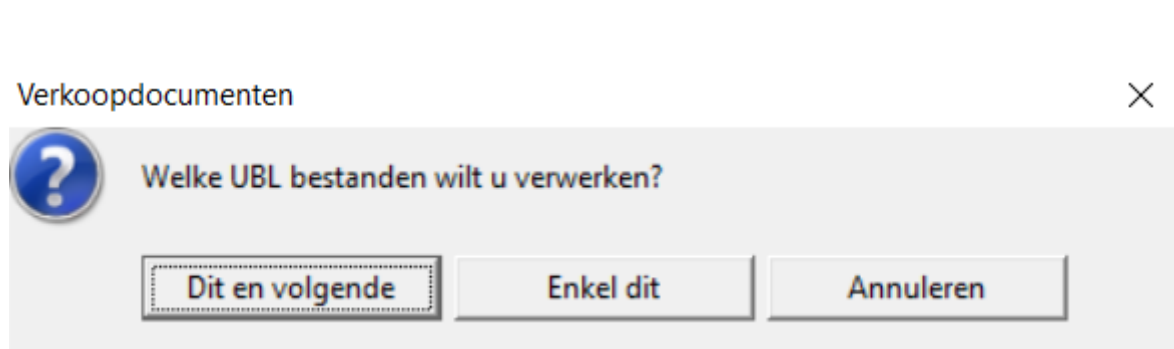 Verkoopdocumenten
Welke UBL bestanden wilt u verwerken?
Dit en volgende
Enkel dit
Annuleren